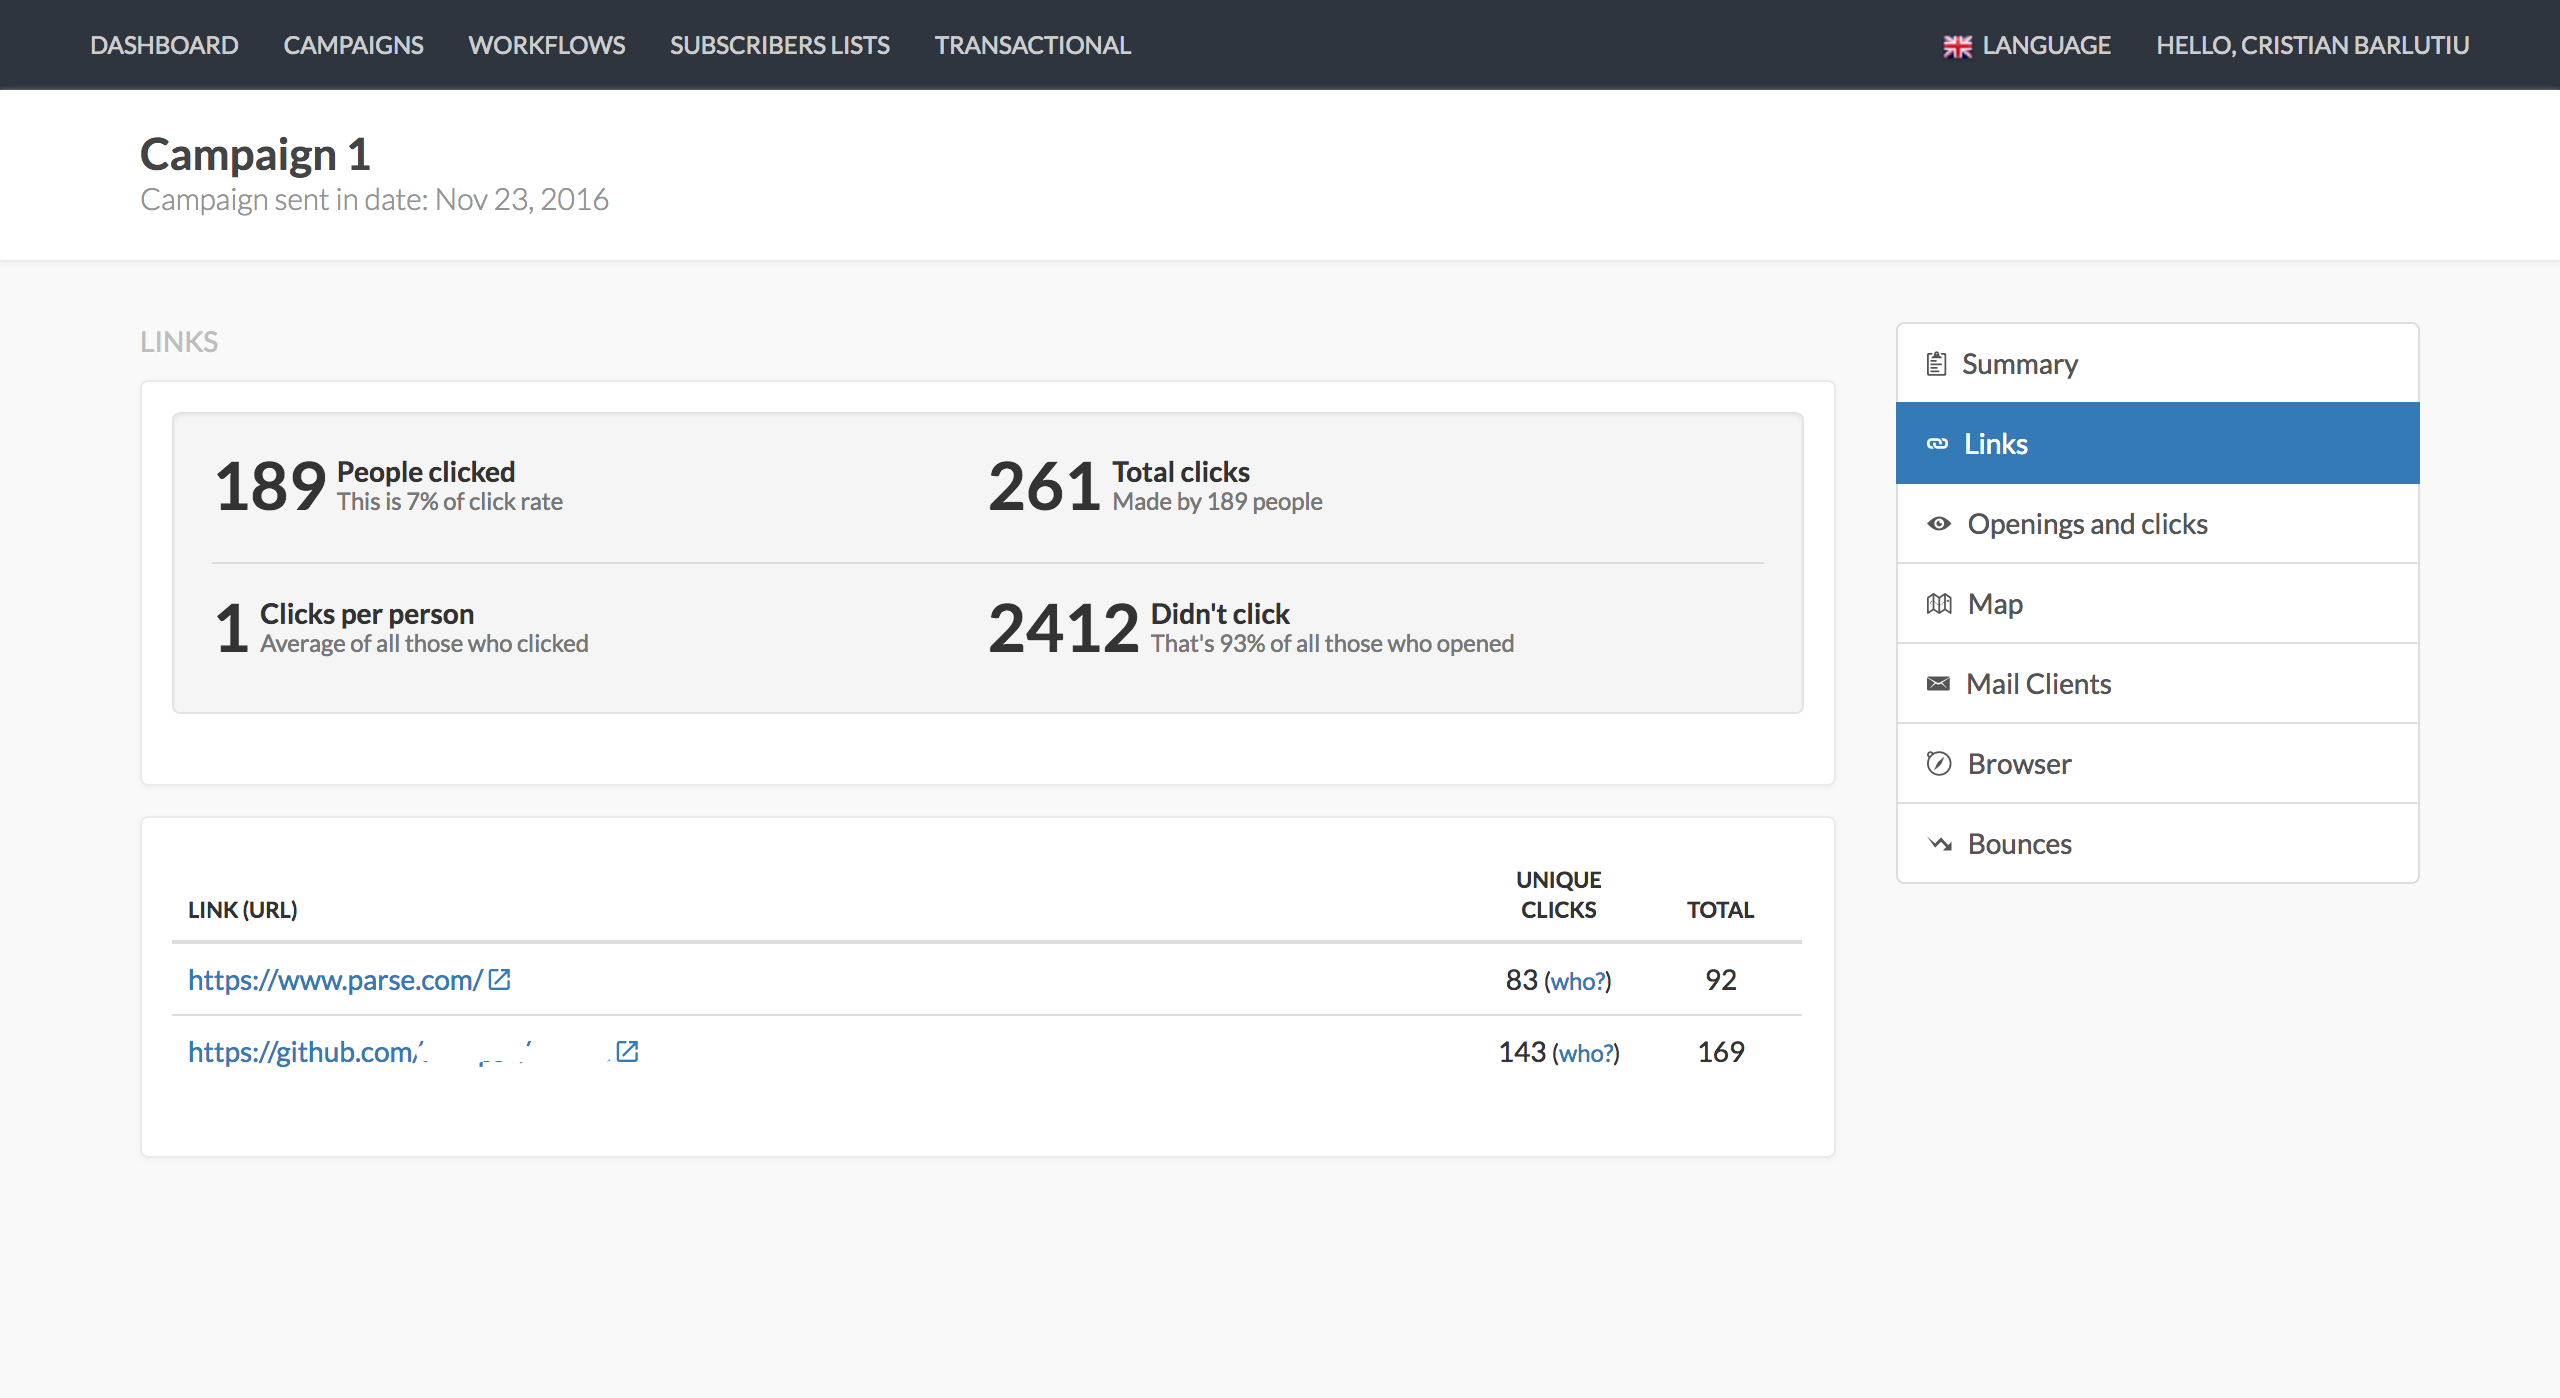 DASHBOARD CAMPAIGNS WORKFLOWS SUBSCRIBERS LISTS TRANSACTIONAL LANGUAGE HELLO, CRISTIAN BARLUTIU
Campaign 1
Campaign sent in date: Nov 23, 2016
LINKS
189 People clicked
This is 7% of click rate
261 Total clicks
Made by 189 people
1 Clicks per person
Average of all those who clicked
2412 Didn't click
That's 93% of all those who opened
LINK (URL) UNIQUE CLICKS TOTAL
https://www.parse.com/ 83 (who?) 92
https://github.com/ 143 (who?) 169
Summary
Links
Openings and clicks
Map
Mail Clients
Browser
Bounces